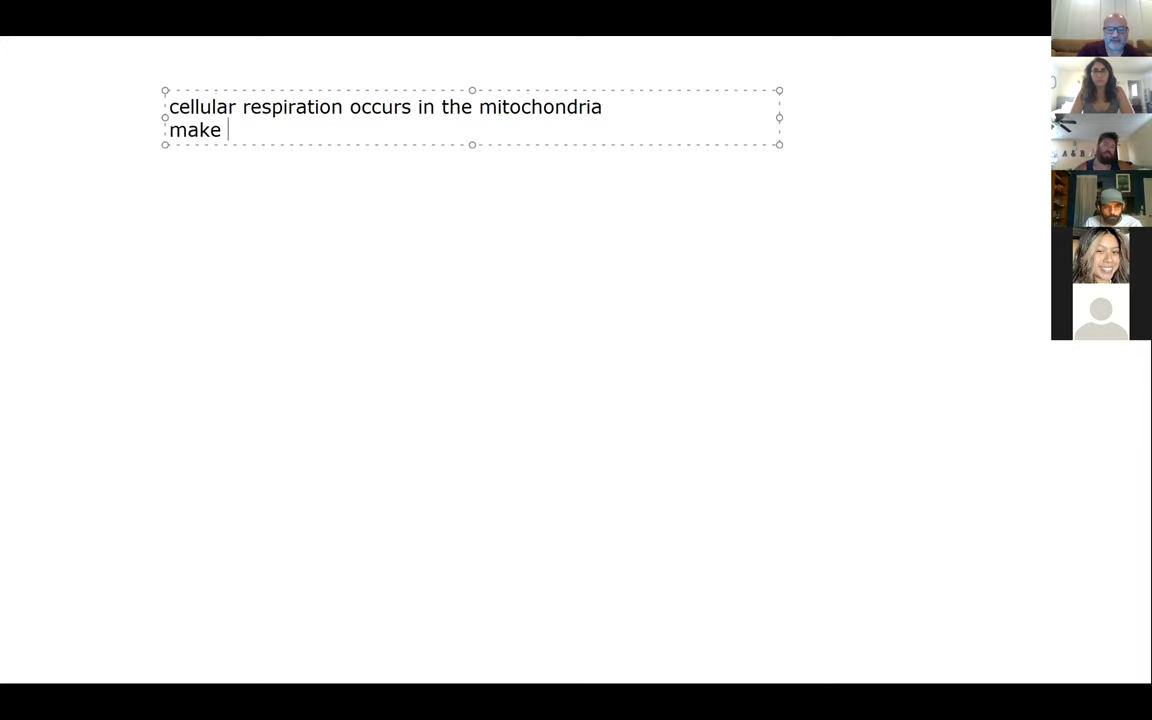 cellular respiration occurs in the mitochondria
make